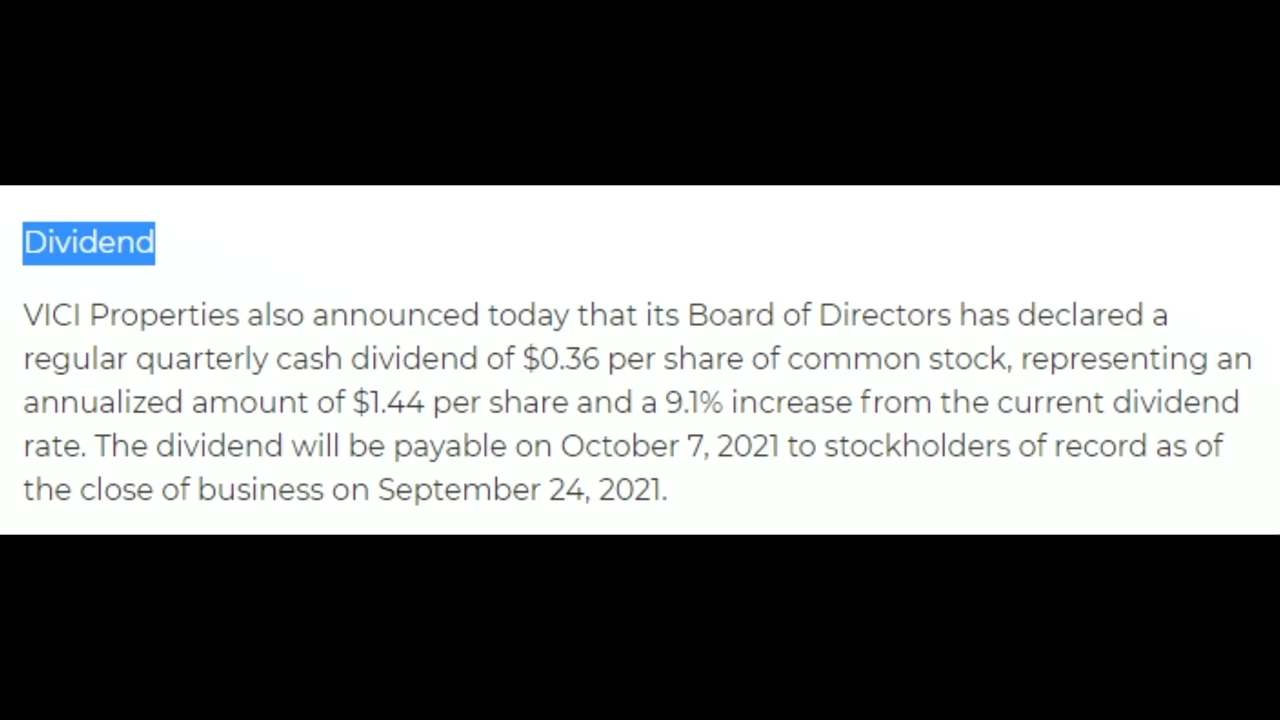 Dividend
VICI Properties also announced today that its Board of Directors has declared a
regular quarterly cash dividend of $0.36 per share of common stock, representing an
annualized amount of $1.44 per share and a 9.1% increase from the current dividend
rate. The dividend will be payable on October 7, 2021 to stockholders of record as of
the close of business on September 24, 2021.